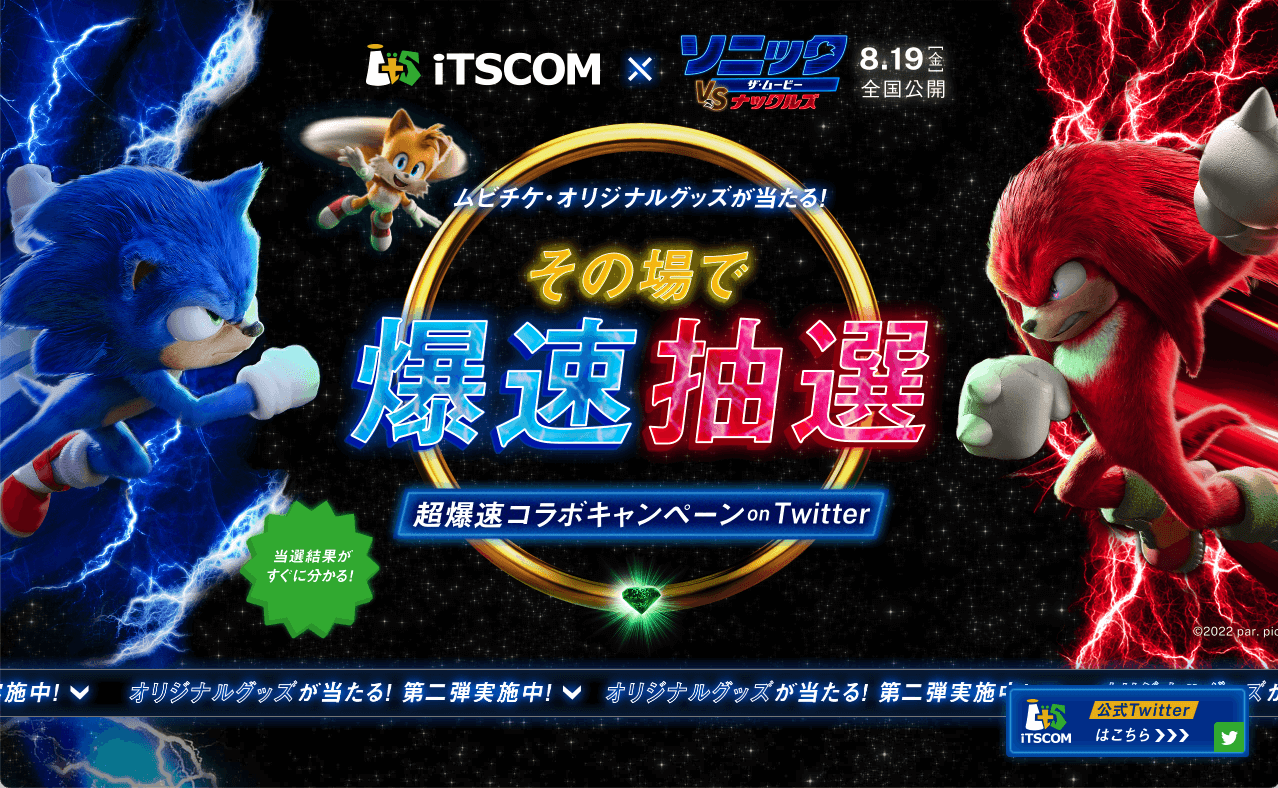 iTSCOM × ソニック ザ・ムービー VS ナックルズ 8.19[金] 全国公開
ムビチケ・オリジナルグッズが当たる!
その場で
爆速抽選
超爆速コラボキャンペーン on Twitter
当選結果が
すぐに分かる!
©2022 par. pic
施中! オリジナルグッズが当たる! 第二弾実施中! オリジナルグッズが当たる! 第二弾実施中
公式Twitter
はこちら
iTSCOM